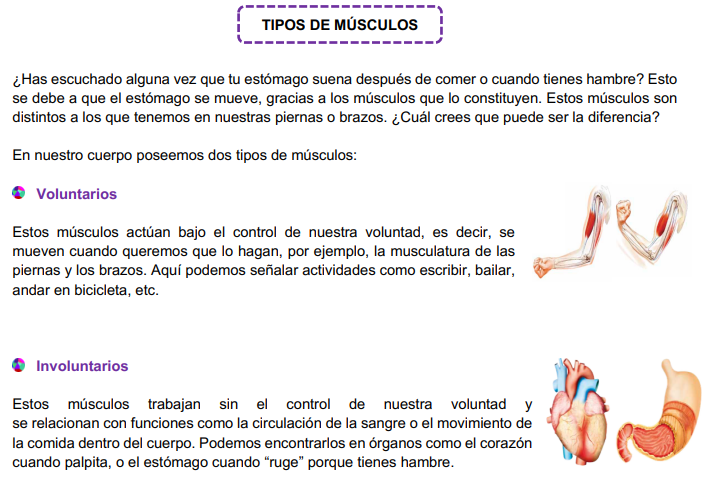 TIPOS DE MÚSCULOS
¿Has escuchado alguna vez que tu estómago suena después de comer o cuando tienes hambre? Esto
se debe a que el estómago se mueve, gracias a los músculos que lo constituyen. Estos músculos son
distintos a los que tenemos en nuestras piernas o brazos. ¿Cuál crees que puede ser la diferencia?
En nuestro cuerpo poseemos dos tipos de músculos:
Voluntarios
Estos músculos actúan bajo el control de nuestra voluntad, es decir, se
mueven cuando queremos que lo hagan, por ejemplo, la musculatura de las
piernas y los brazos. Aquí podemos señalar actividades como escribir, bailar,
andar en bicicleta, etc.
Involuntarios
Estos músculos trabajan sin el control de nuestra voluntad y
se relacionan con funciones como la circulación de la sangre o el movimiento de
la comida dentro del cuerpo. Podemos encontrarlos en órganos como el corazón
cuando palpita, o el estómago cuando “ruge” porque tienes hambre.